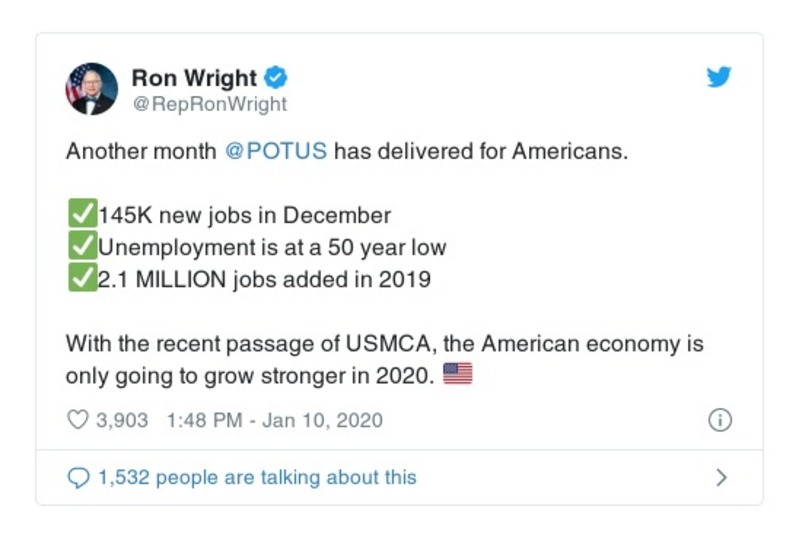 Ron Wright
@RepRonWright
Another month @POTUS has delivered for Americans.
✅145K new jobs in December
✅Unemployment is at a 50 year low
✅2.1 MILLION jobs added in 2019
With the recent passage of USMCA, the American economy is
only going to grow stronger in 2020. 🇺🇸
3,903 1:48 PM - Jan 10, 2020
1,532 people are talking about this